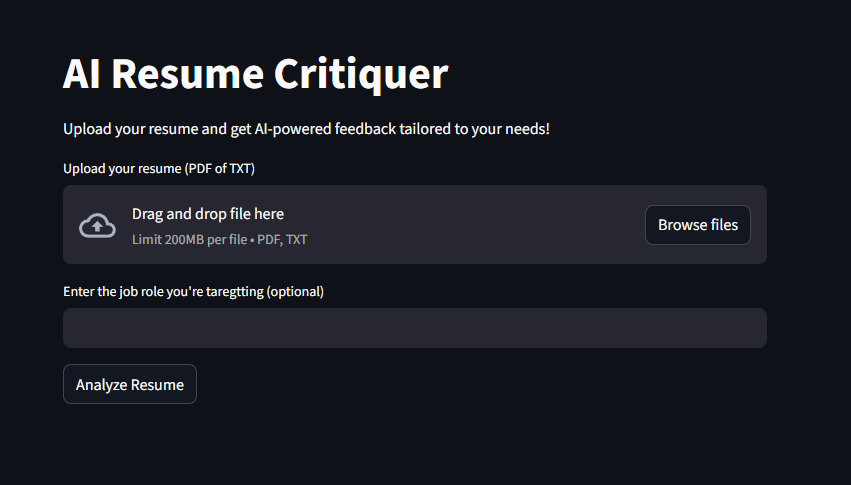 AI Resume Critiquer
Upload your resume and get AI-powered feedback tailored to your needs!
Upload your resume (PDF of TXT)
Drag and drop file here
Limit 200MB per file • PDF, TXT
Browse files
Enter the job role you're taregtting (optional)
Analyze Resume